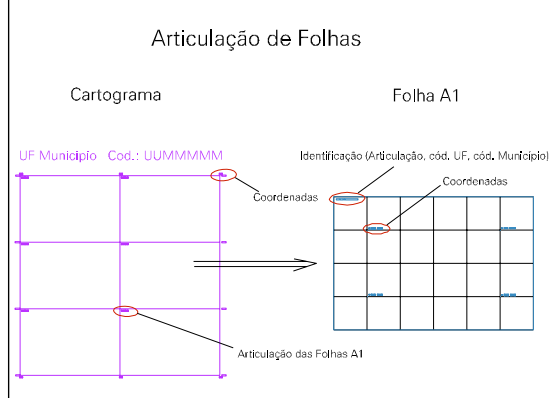 Articulação de Folhas
Cartograma
Folha A1
UF Municipio Cod.: UUMMMMM
Identificação (Articulação, cód. UF, cód. Município)
Coordenadas
Coordenadas
Articulação das Folhas A1